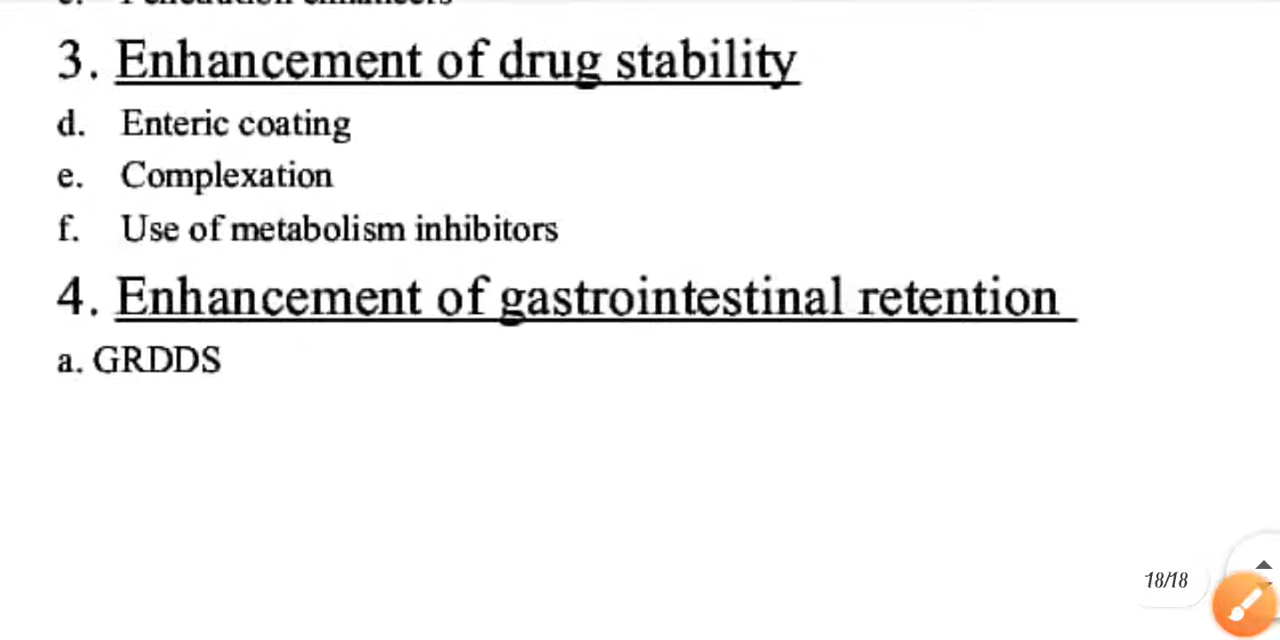 3. Enhancement of drug stability
d. Enteric coating
e. Complexation
f. Use of metabolism inhibitors
4. Enhancement of gastrointestinal retention
a. GRDDS
18/18